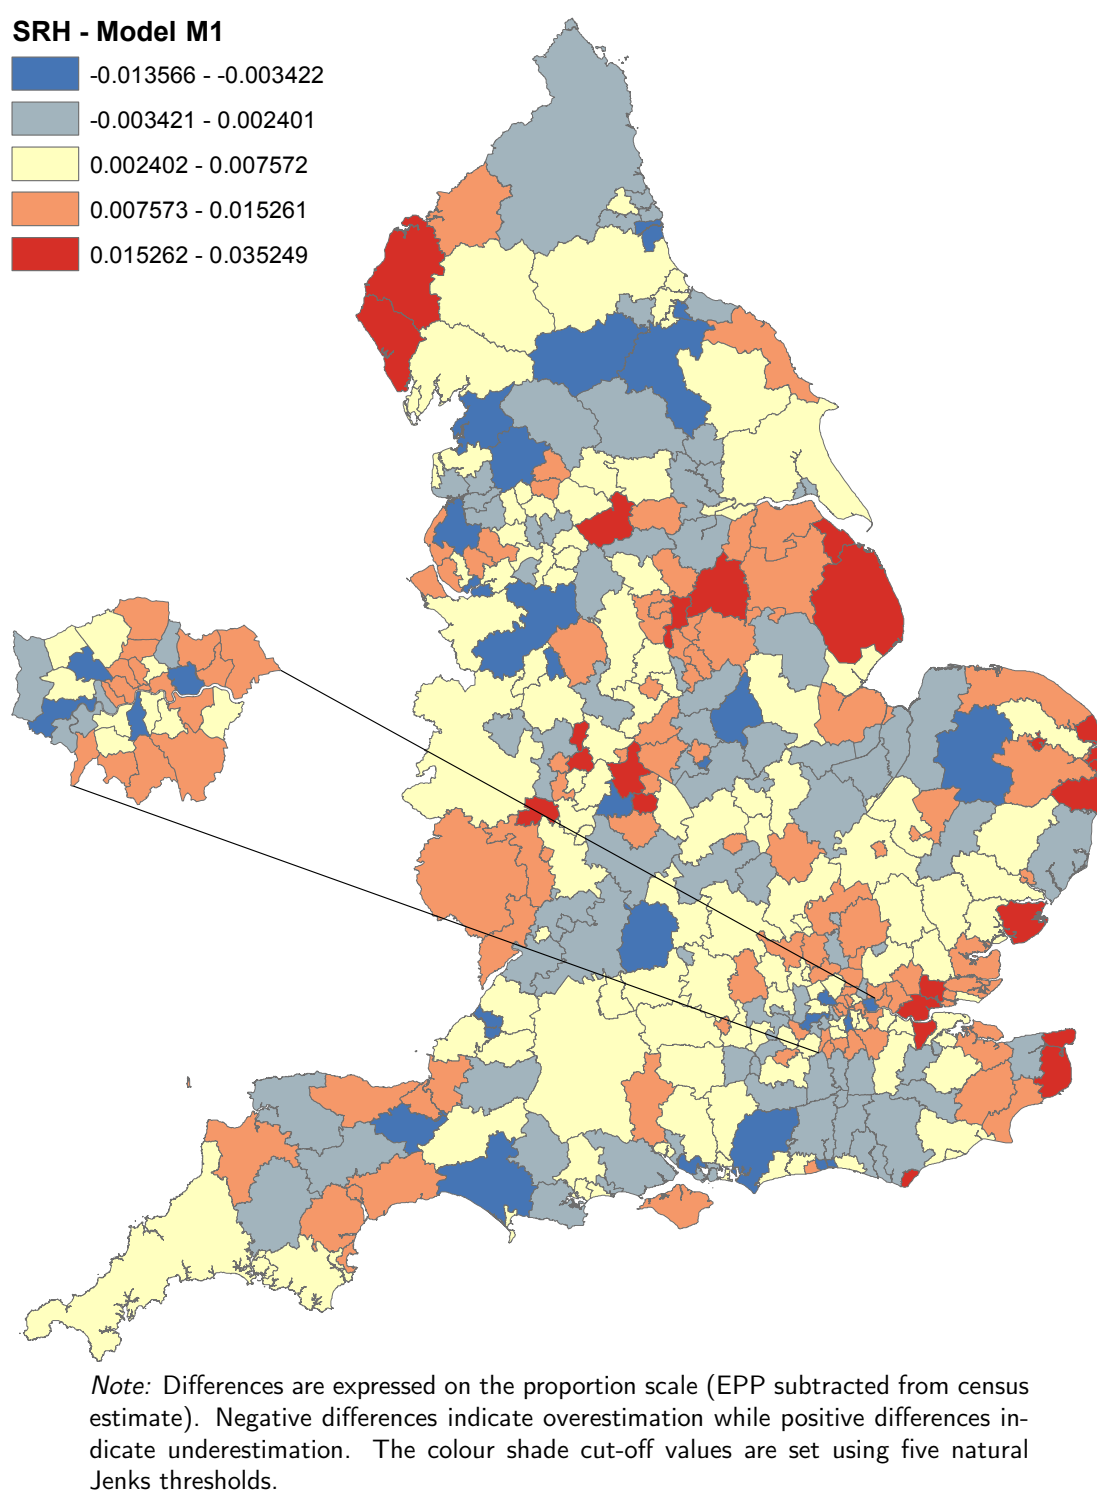 SRH - Model M1
-0.013566 - -0.003422
-0.003421 - 0.002401
0.002402 - 0.007572
0.007573 - 0.015261
0.015262 - 0.035249
Note: Differences are expressed on the proportion scale (EPP subtracted from census
estimate). Negative differences indicate overestimation while positive differences in-
dicate underestimation. The colour shade cut-off values are set using five natural
Jenks thresholds.